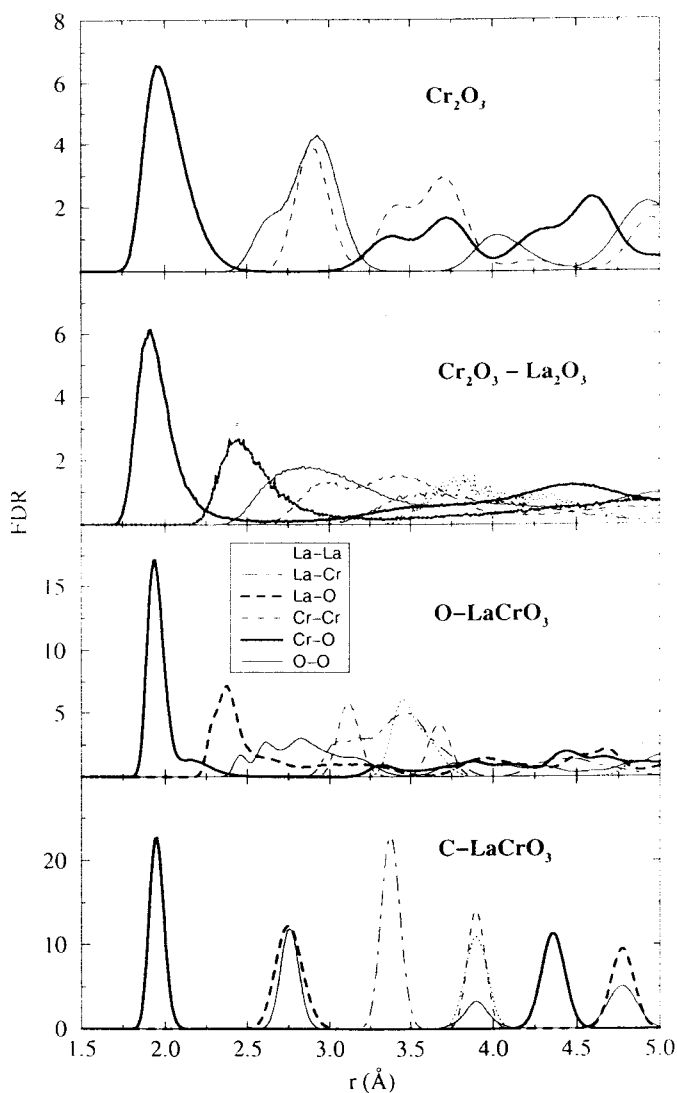 8
6
4
2
Cr₂O₃
6
4
2
Cr₂O₃ – La₂O₃
FDR
15
10
5
La–La
La–Cr
La–O
Cr–Cr
Cr–O
O–O
O–LaCrO₃
20
10
0
C–LaCrO₃
1.5 2.0 2.5 3.0 3.5 4.0 4.5 5.0
r (Å)